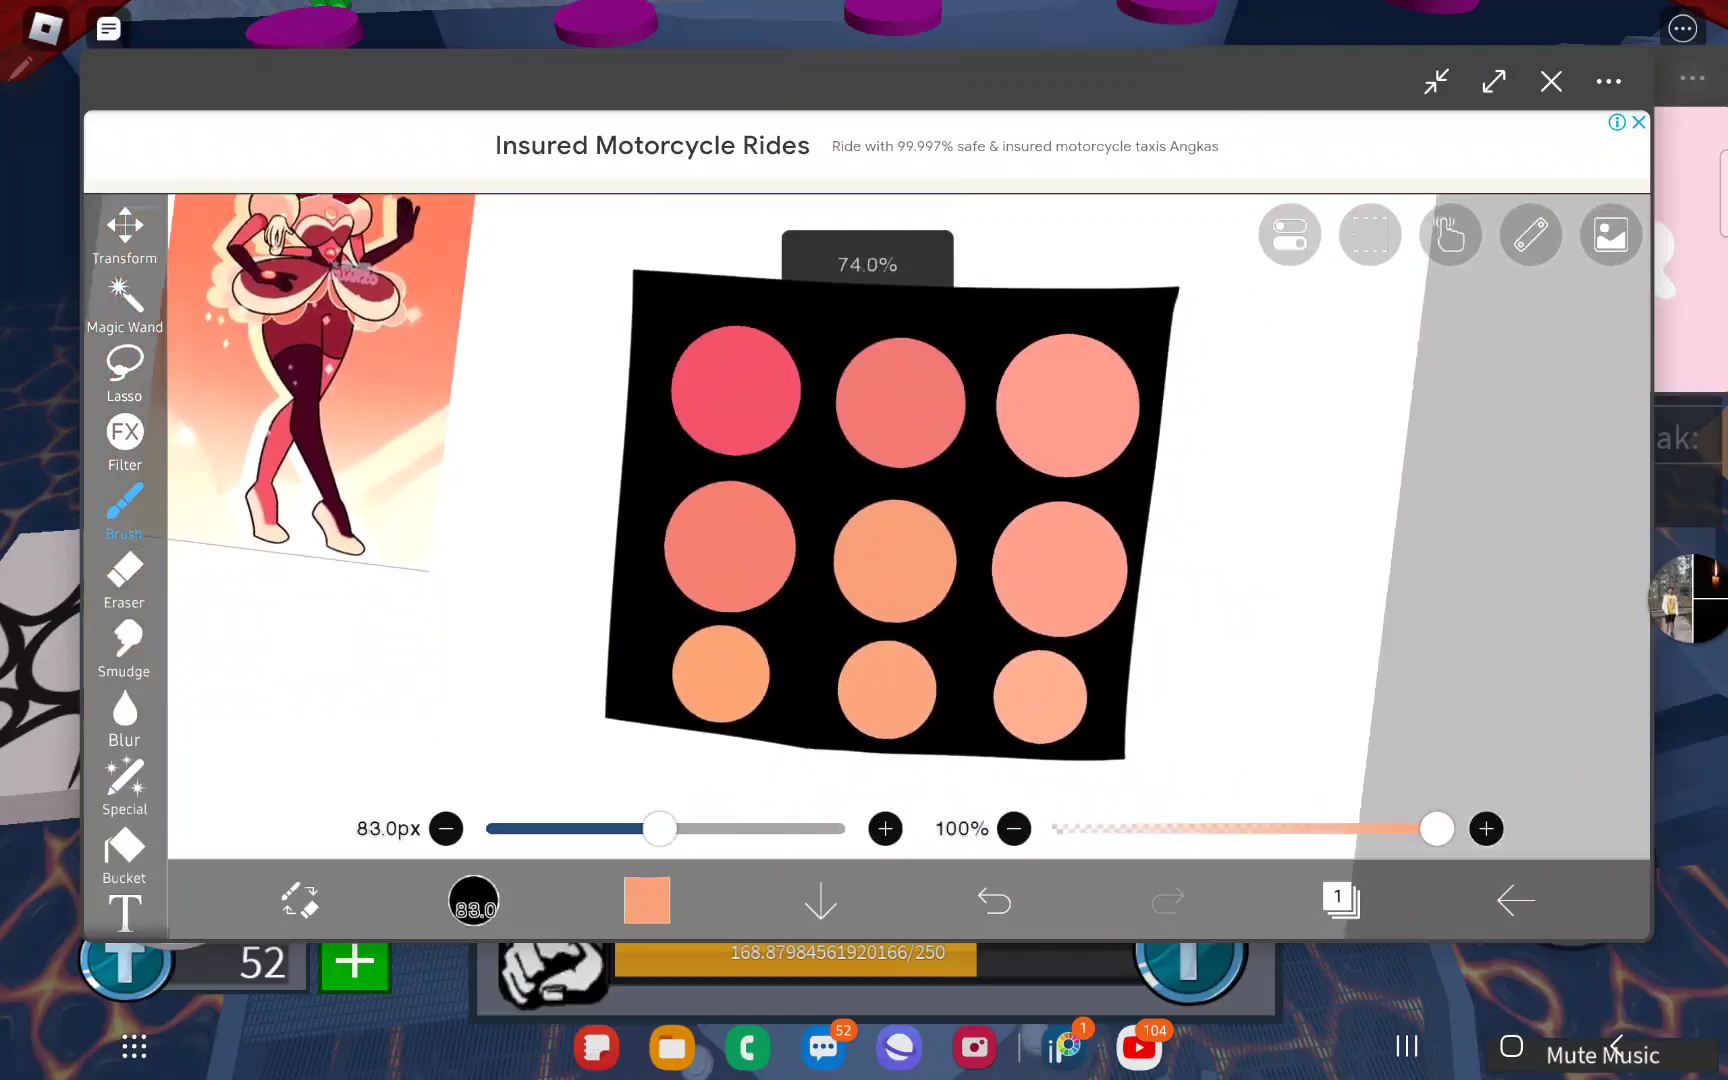 Insured Motorcycle Rides
Ride with 99.997% safe & insured motorcycle taxis Angkas
Transform
Magic Wand
Lasso
FX
Filter
Brush
Eraser
Smudge
Blur
Special
Bucket
T
74.0%
83.0px
100%
83.0
1
ak:
52
168.87984561920166/250
52
1
104
Mute Music